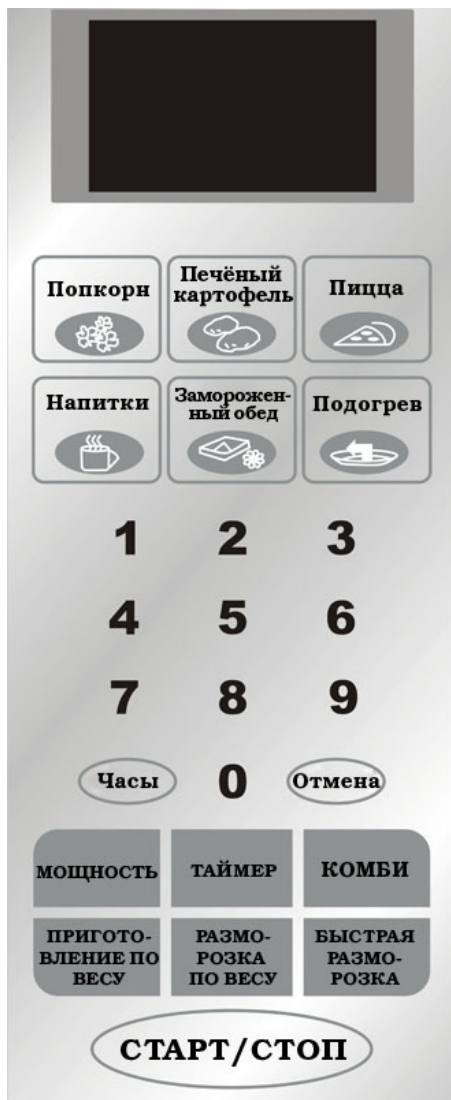 Попкорн
Печёный
картофель
Пицца
Напитки
Заморожен-
ный обед
Подогрев
1 2 3
4 5 6
7 8 9
Часы 0 Отмена
МОЩНОСТЬ ТАЙМЕР КОМБИ
ПРИГОТО-
ВЛЕНИЕ ПО
ВЕСУ
РАЗМО-
РОЗКА
ПО ВЕСУ
БЫСТРАЯ
РАЗМО-
РОЗКА
СТАРТ/СТОП